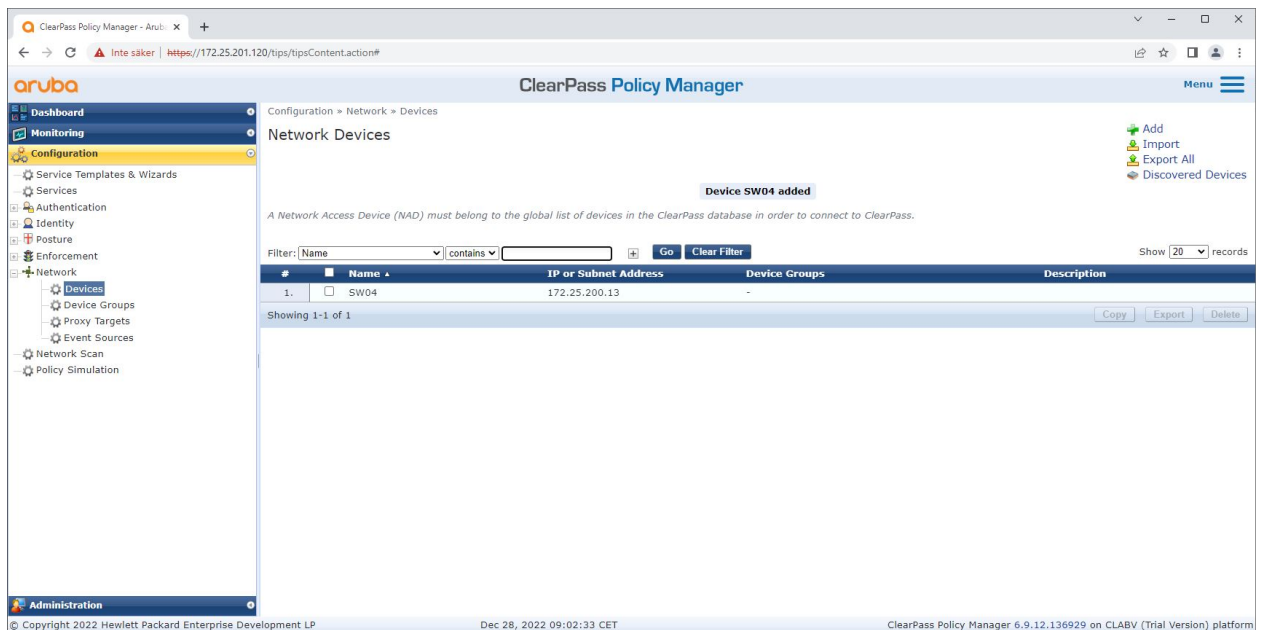 ClearPass Policy Manager - Arub
Inte säker | https://172.25.201.120/tips/tipsContent.action#
aruba
ClearPass Policy Manager
Menu
Dashboard
Monitoring
Configuration
Service Templates & Wizards
Services
Authentication
Identity
Posture
Enforcement
Network
Devices
Device Groups
Proxy Targets
Event Sources
Network Scan
Policy Simulation
Administration
Configuration » Network » Devices
Network Devices
Add
Import
Export All
Discovered Devices
Device SW04 added
A Network Access Device (NAD) must belong to the global list of devices in the ClearPass database in order to connect to ClearPass.
Filter: Name contains Go Clear Filter Show 20 records
# Name IP or Subnet Address Device Groups Description
1. SW04 172.25.200.13 -
Showing 1-1 of 1 Copy Export Delete
© Copyright 2022 Hewlett Packard Enterprise Development LP Dec 28, 2022 09:02:33 CET ClearPass Policy Manager 6.9.12.136929 on CLABV (Trial Version) platform